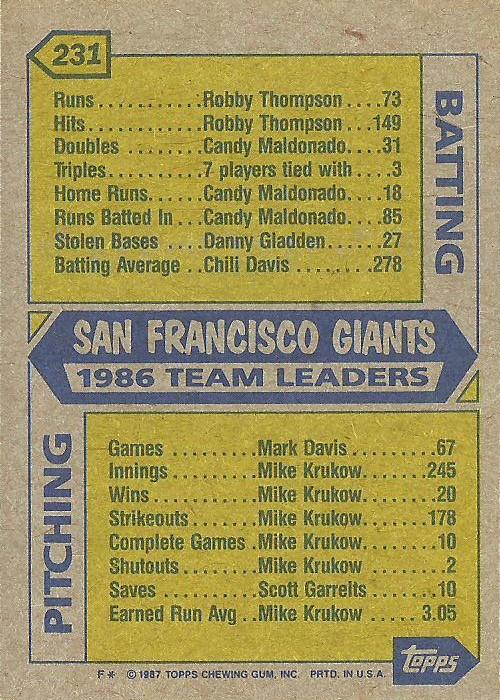 231
Runs..........Robby Thompson....73
Hits...........Robby Thompson...149
Doubles .......Candy Maldonado....31
Triples.........7 players tied with ....3
Home Runs......Candy Maldonado....18
Runs Batted In ...Candy Maldonado....85
Stolen Bases ....Danny Gladden......27
Batting Average ..Chili Davis ........278
BATTING
SAN FRANCISCO GIANTS
1986 TEAM LEADERS
PITCHING
Games .........Mark Davis.........67
Innings.........Mike Krukow.......245
Wins...........Mike Krukow........20
Strikeouts.......Mike Krukow.......178
Complete Games .Mike Krukow........10
Shutouts........Mike Krukow.........2
Saves ..........Scott Garrelts.......10
Earned Run Avg ..Mike Krukow ..... 3.05
topps
F* © 1987 TOPPS CHEWING GUM, INC. PRTD. IN U.S.A.